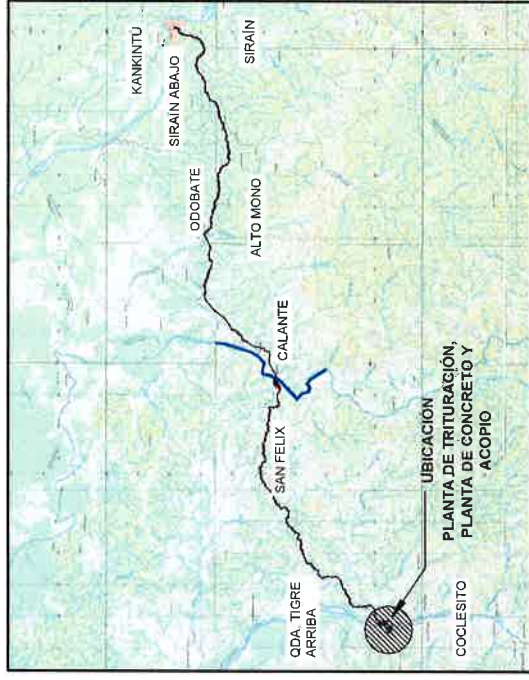 KANKINTÚ
SIRAÍN ABAJO
SIRAÍN
ODOBATE
ALTO MONO
CALANTE
SAN FELIX
QDA. TIGRE
ARRIBA
UBICACIÓN
PLANTA DE TRITURACIÓN,
PLANTA DE CONCRETO Y
ACOPIO
COCLESITO